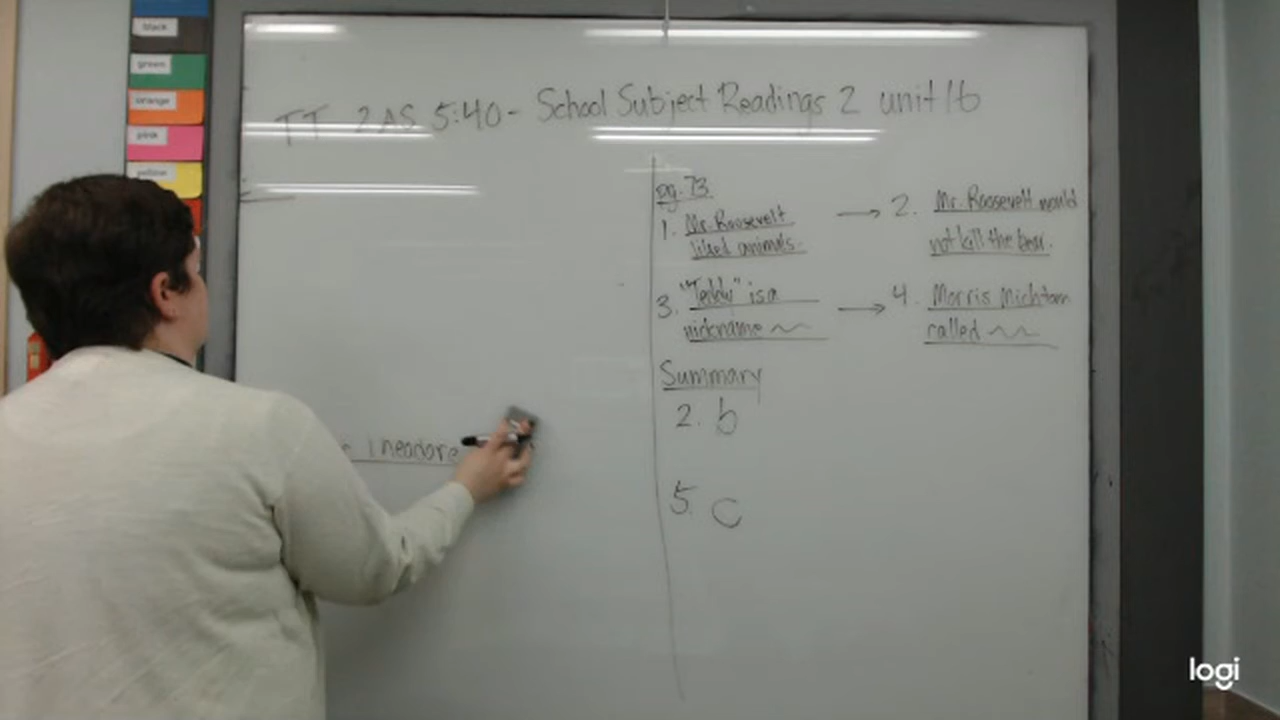 black
green
orange
pink
yellow
TT 2AS 5:40 - School Subject Readings 2 unit 16
pg. 73
1. Mr. Roosevelt
liked animals.
→ 2. Mr. Roosevelt would
not kill the bear.
3. "Teddy" is a
nickname ~~
→ 4. Morris Michtom
called ~~
Summary
2. b
5. c
Theodore
logi